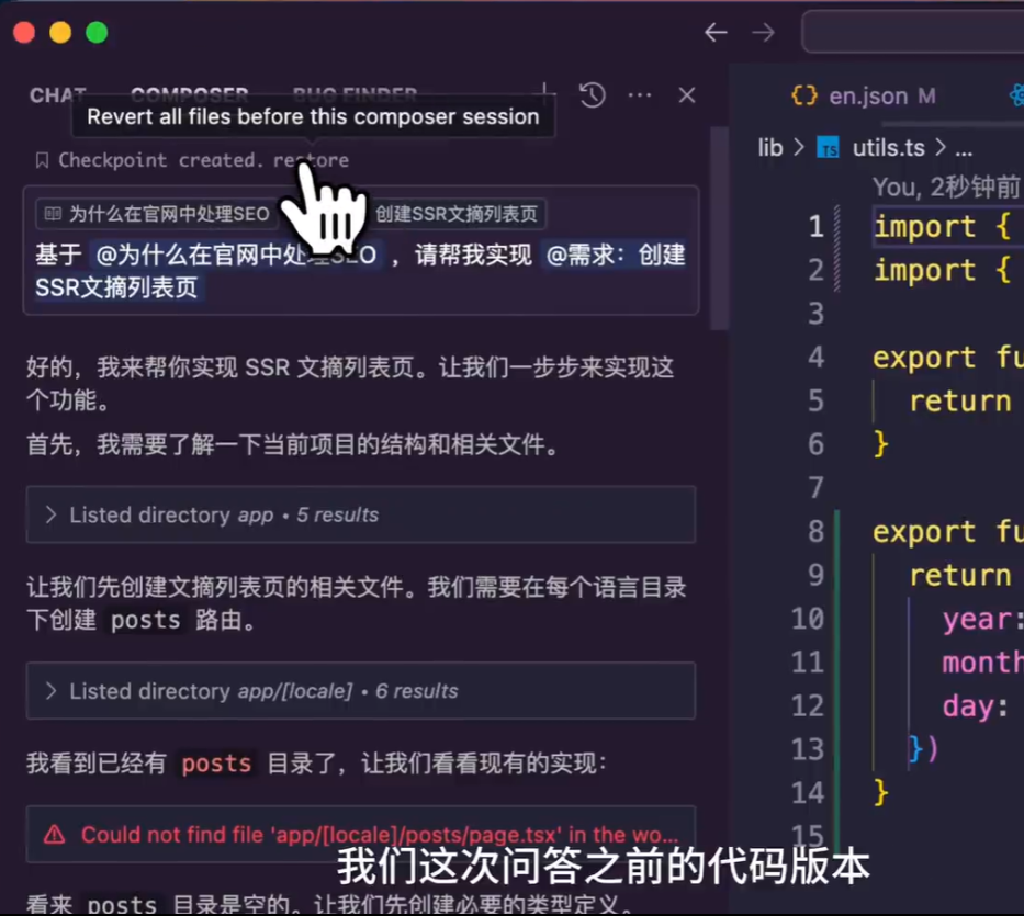 CHAT COMPOSER BUG FINDER
Revert all files before this composer session
Checkpoint created. restore
为什么在官网中处理SEO 创建SSR文摘列表页
基于 @为什么在官网中处理SEO ，请帮我实现 @需求：创建
SSR文摘列表页
好的，我来帮你实现 SSR 文摘列表页。让我们一步步来实现这
个功能。
首先，我需要了解一下当前项目的结构和相关文件。
Listed directory app • 5 results
让我们先创建文摘列表页的相关文件。我们需要在每个语言目录
下创建 posts 路由。
Listed directory app/[locale] • 6 results
我看到已经有 posts 目录了，让我们看看现有的实现：
Could not find file 'app/[locale]/posts/page.tsx' in the wo...
看来 posts 目录是空的。让我们先创建必要的类型定义。
{} en.json M
lib > TS utils.ts > ...
You, 2秒钟前
1 import {
2 import {
3
4 export fu
5 return
6 }
7
8 export fu
9 return
10 year:
11 month
12 day:
13 })
14 }
15
我们这次问答之前的代码版本